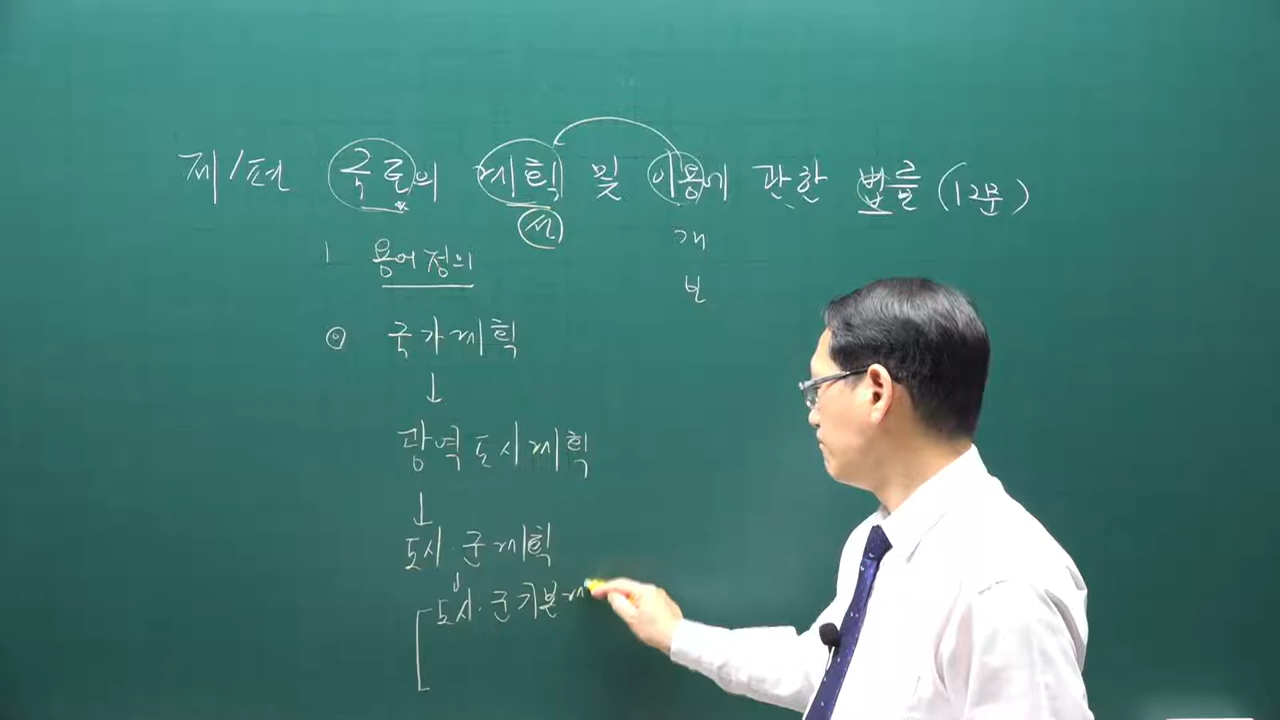 제1편 국토의 계획 및 이용에 관한 법률 (12문)
선
개
보
1 용어정의
◎ 국가계획
↓
광역도시계획
↓
도시·군계획
↓
도시·군기본계